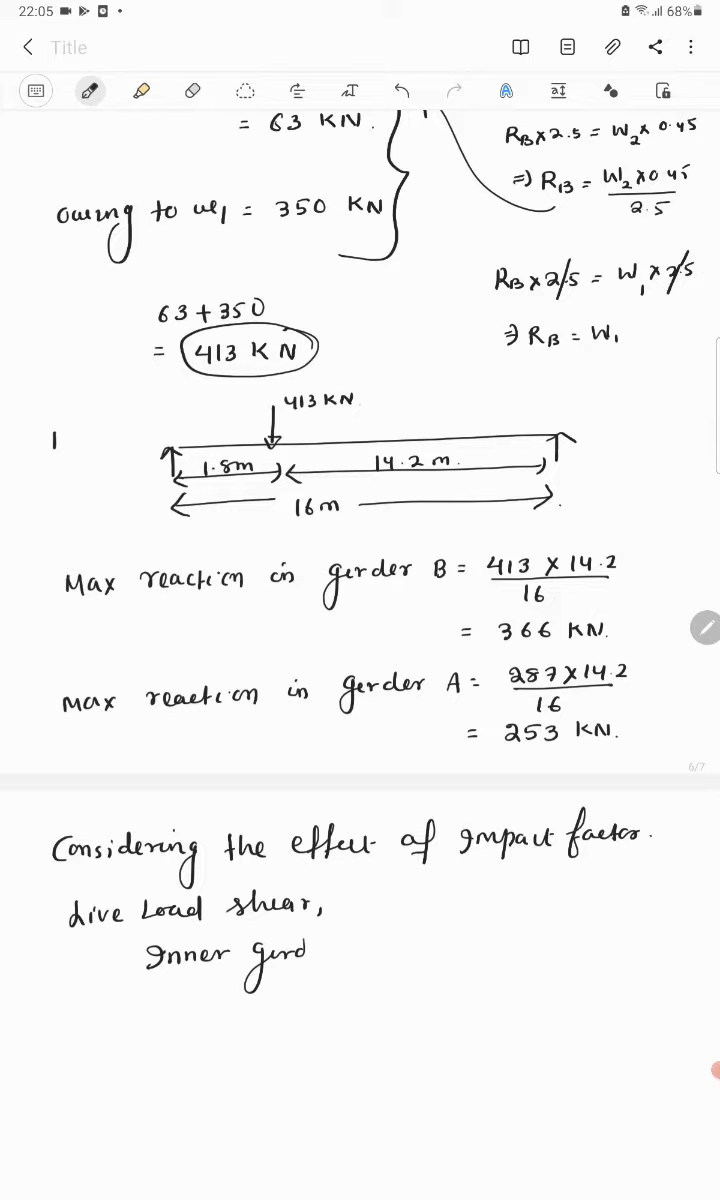 22:05
68%
Title
= 63 KN.
owing to w1 = 350 KN
63 + 350
= 413 K N
RB x 2.5 = W2 x 0.45
=> RB = W2 x 0.45 / 2.5
RB x 2.5 = W1 x 2.5
=> RB = W1
413 KN
1.8m
14.2 m.
16m
Max reaction in girder B = 413 x 14.2 / 16
= 366 KN.
Max reaction in girder A = 287 x 14.2 / 16
= 253 KN.
6/7
Considering the effect of impact factor.
Live Load shear,
Inner gird